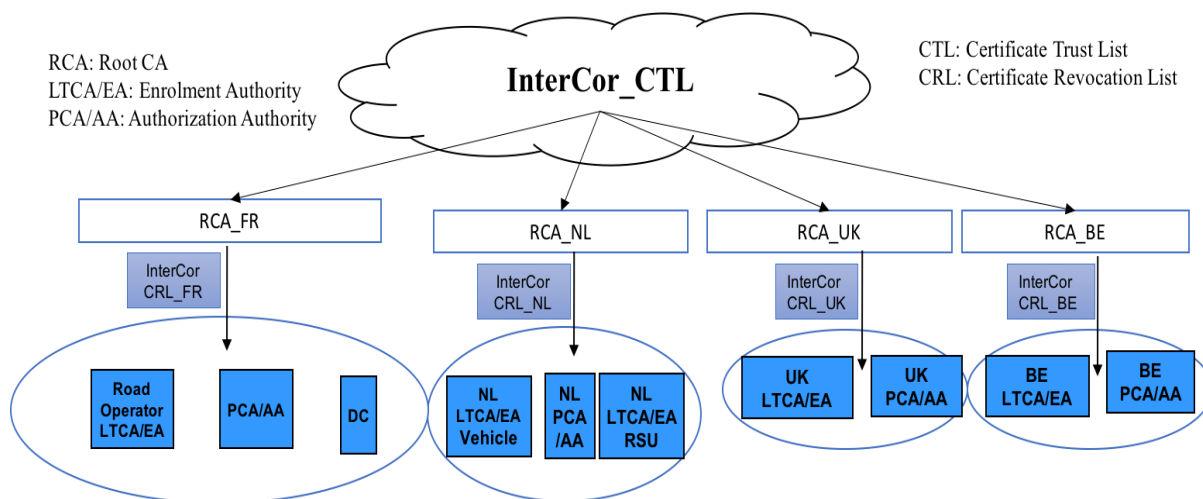 RCA: Root CA
LTCA/EA: Enrolment Authority
PCA/AA: Authorization Authority
InterCor_CTL
CTL: Certificate Trust List
CRL: Certificate Revocation List
RCA_FR
RCA_NL
RCA_UK
RCA_BE
InterCor
CRL_FR
InterCor
CRL_NL
InterCor
CRL_UK
InterCor
CRL_BE
Road
Operator
LTCA/EA
PCA/AA
DC
NL
LTCA/EA
Vehicle
NL
PCA
/AA
NL
LTCA/EA
RSU
UK
LTCA/EA
UK
PCA/AA
BE
LTCA/EA
BE
PCA/AA